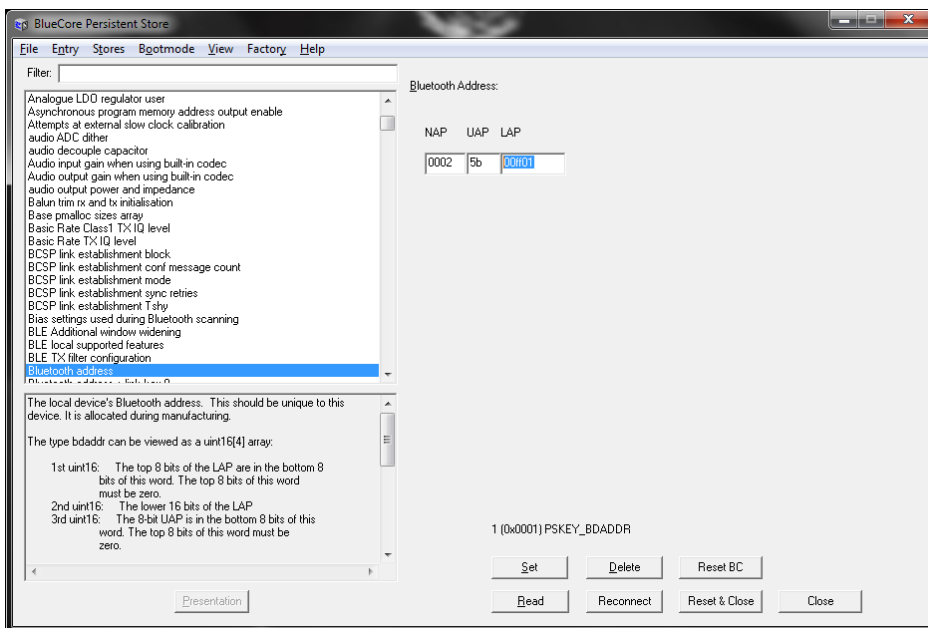 BlueCore Persistent Store
File Entry Stores Bootmode View Factory Help
Filter:
Analogue LDO regulator user
Asynchronous program memory address output enable
Attempts at external slow clock calibration
audio ADC dither
audio decouple capacitor
Audio input gain when using built-in codec
Audio output gain when using built-in codec
audio output power and impedance
Balun trim rx and tx initialisation
Base pmalloc sizes array
Basic Rate Class1 TX IQ level
Basic Rate TX IQ level
BCSP link establishment block
BCSP link establishment conf message count
BCSP link establishment mode
BCSP link establishment sync retries
BCSP link establishment Tshy
Bias settings used during Bluetooth scanning
BLE Additional window widening
BLE local supported features
BLE TX filter configuration
Bluetooth address
The local device's Bluetooth address. This should be unique to this
device. It is allocated during manufacturing.
The type bdaddr can be viewed as a uint16[4] array:
1st uint16: The top 8 bits of the LAP are in the bottom 8
bits of this word. The top 8 bits of this word
must be zero.
2nd uint16: The lower 16 bits of the LAP
3rd uint16: The 8-bit UAP is in the bottom 8 bits of this
word. The top 8 bits of this word must be
zero.
Presentation
Bluetooth Address:
NAP UAP LAP
0002 5b 00ff01
1 (0x0001) PSKEY_BDADDR
Set Delete Reset BC
Read Reconnect Reset & Close Close